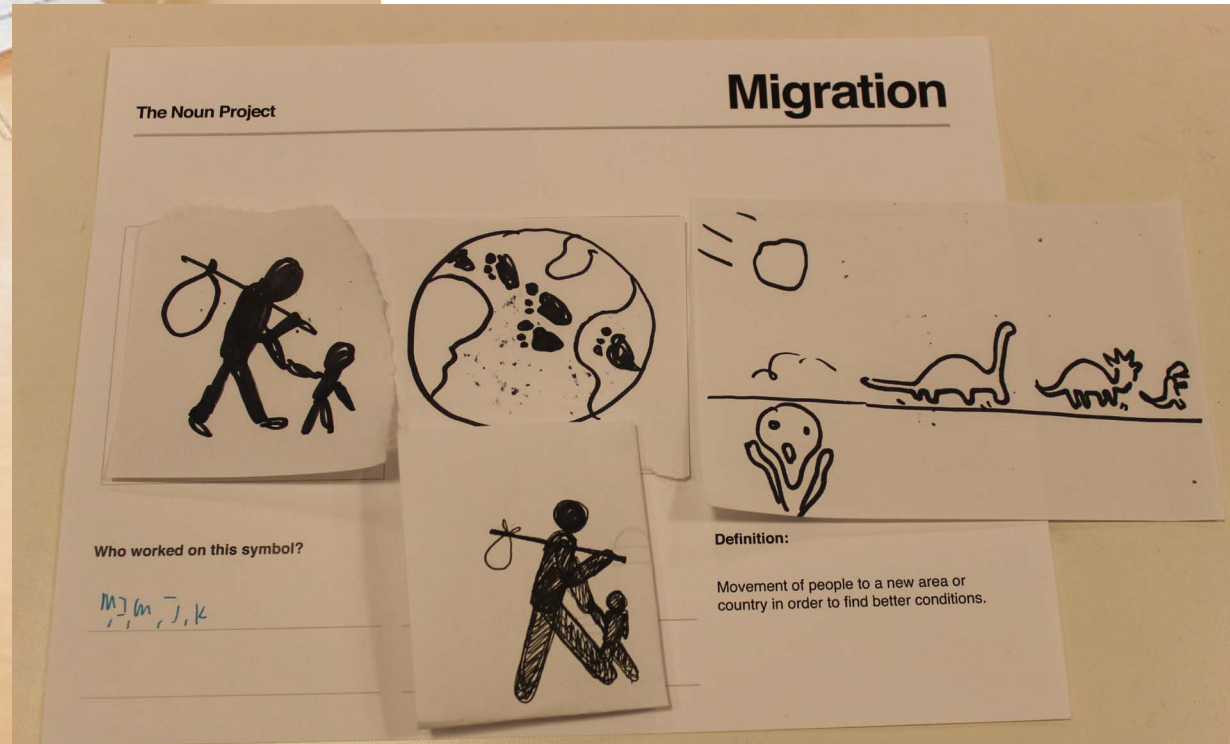 The Noun Project
Migration
Who worked on this symbol?
M, J, M, J, K
Definition:
Movement of people to a new area or
country in order to find better conditions.